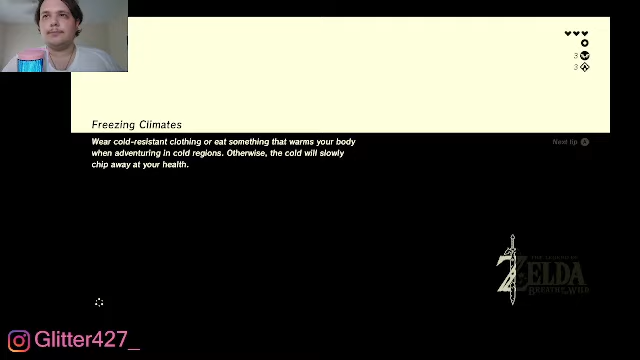 3
3
Freezing Climates
Wear cold-resistant clothing or eat something that warms your body
when adventuring in cold regions. Otherwise, the cold will slowly
chip away at your health.
Next tip A
THE LEGEND OF
ZELDA
BREATH OF THE WILD
Glitter427_